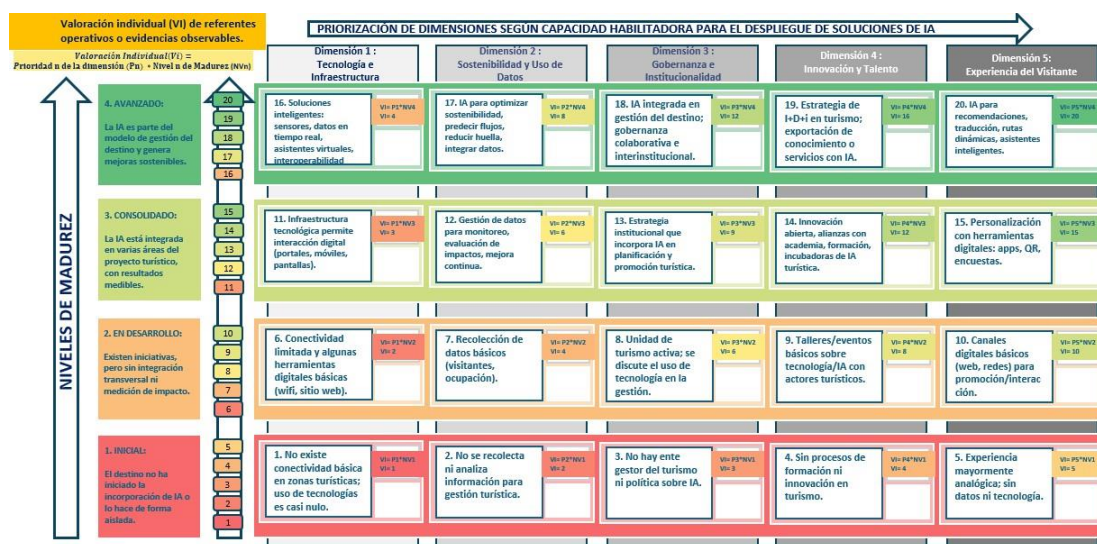 Valoración individual (VI) de referentes
operativos o evidencias observables.
Valoración Individual(Vi) =
Prioridad n de la dimensión (Pn) * Nivel n de Madurez (NVn)
PRIORIZACIÓN DE DIMENSIONES SEGÚN CAPACIDAD HABILITADORA PARA EL DESPLIEGUE DE SOLUCIONES DE IA
Dimensión 1 :
Tecnología e
Infraestructura
Dimensión 2 :
Sostenibilidad y Uso de
Datos
Dimensión 3 :
Gobernanza e
Institucionalidad
Dimensión 4 :
Innovación y Talento
Dimensión 5:
Experiencia del Visitante
NIVELES DE MADUREZ
4. AVANZADO:
La IA es parte del
modelo de gestión del
destino y genera
mejoras sostenibles.
20
19
18
17
16
16. Soluciones
inteligentes:
sensores, datos en
tiempo real,
asistentes virtuales,
interoperabilidad
VI= P1*NV4
VI= 4
17. IA para optimizar
sostenibilidad,
predecir flujos,
reducir huella,
integrar datos.
VI= P2*NV4
VI= 8
18. IA integrada en
gestión del destino;
gobernanza
colaborativa e
interinstitucional.
VI= P3*NV4
VI= 12
19. Estrategia de
I+D+i en turismo;
exportación de
conocimiento o
servicios con IA.
VI= P4*NV4
VI= 16
20. IA para
recomendaciones,
traducción, rutas
dinámicas, asistentes
inteligentes.
VI= P5*NV4
VI= 20
3. CONSOLIDADO:
La IA está integrada
en varias áreas del
proyecto turístico,
con resultados
medibles.
15
14
13
12
11
11. Infraestructura
tecnológica permite
interacción digital
(portales, móviles,
pantallas).
VI= P1*NV3
VI= 3
12. Gestión de datos
para monitoreo,
evaluación de
impactos, mejora
continua.
VI= P2*NV3
VI= 6
13. Estrategia
institucional que
incorpora IA en
planificación y
promoción turística.
VI= P3*NV3
VI= 9
14. Innovación
abierta, alianzas con
academia, formación,
incubadoras de IA
turística.
VI= P4*NV3
VI= 12
15. Personalización
con herramientas
digitales: apps, QR,
encuestas.
VI= P5*NV3
VI= 15
2. EN DESARROLLO:
Existen iniciativas,
pero sin integración
transversal ni
medición de impacto.
10
9
8
7
6
6. Conectividad
limitada y algunas
herramientas
digitales básicas
(wifi, sitio web).
VI= P1*NV2
VI= 2
7. Recolección de
datos básicos
(visitantes,
ocupación).
VI= P2*NV2
VI= 4
8. Unidad de
turismo activa; se
discute el uso de
tecnología en la
gestión.
VI= P3*NV2
VI= 6
9. Talleres/eventos
básicos sobre
tecnología/IA con
actores turísticos.
VI= P4*NV2
VI= 8
10. Canales
digitales básicos
(web, redes) para
promoción/interac
ción.
VI= P5*NV2
VI= 10
1. INICIAL:
El destino no ha
iniciado la
incorporación de IA o
lo hace de forma
aislada.
5
4
3
2
1
1. No existe
conectividad básica
en zonas turísticas;
uso de tecnologías
es casi nulo.
VI= P1*NV1
VI= 1
2. No se recolecta
ni analiza
información para
gestión turística.
VI= P2*NV1
VI= 2
3. No hay ente
gestor del turismo
ni política sobre IA.
VI= P3*NV1
VI= 3
4. Sin procesos de
formación ni
innovación en
turismo.
VI= P4*NV1
VI= 4
5. Experiencia
mayormente
analógica; sin
datos ni tecnología.
VI= P5*NV1
VI= 5